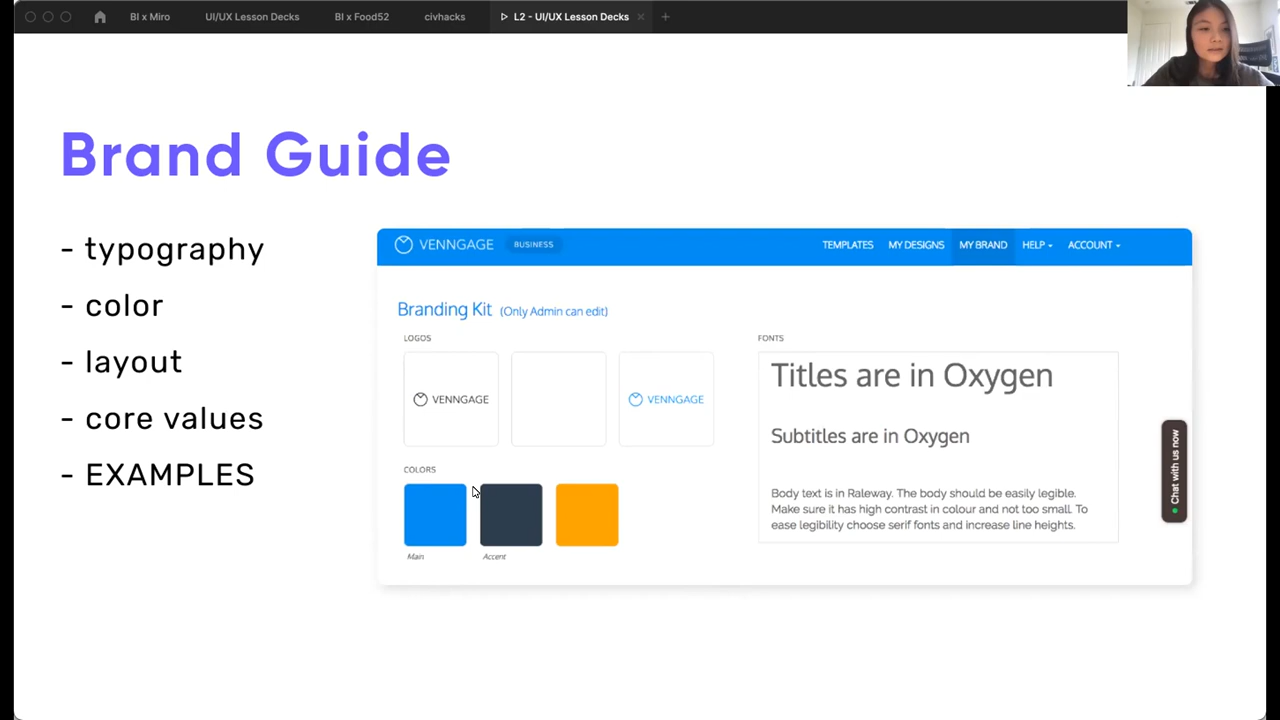 BI x Miro
UI/UX Lesson Decks
BI x Food52
civhacks
L2 - UI/UX Lesson Decks
Brand Guide
- typography
- color
- layout
- core values
- EXAMPLES
VENNGAGE
BUSINESS
TEMPLATES
MY DESIGNS
MY BRAND
HELP
ACCOUNT
Branding Kit (Only Admin can edit)
LOGOS
VENNGAGE
VENNGAGE
COLORS
Main
Accent
FONTS
Titles are in Oxygen
Subtitles are in Oxygen
Body text is in Raleway. The body should be easily legible.
Make sure it has high contrast in colour and not too small. To
ease legibility choose serif fonts and increase line heights.
Chat with us now